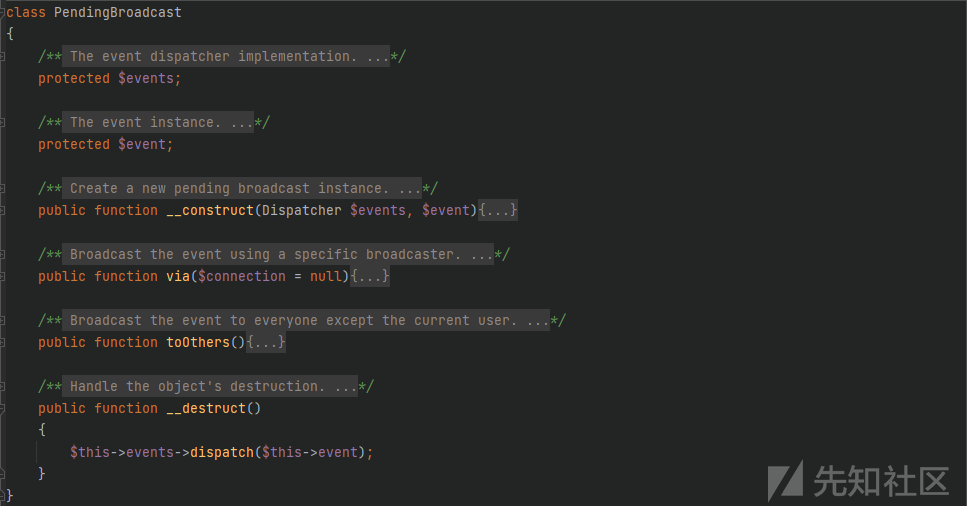 class PendingBroadcast
{
/** The event dispatcher implementation. ...*/
protected $events;
/** The event instance. ...*/
protected $event;
/** Create a new pending broadcast instance. ...*/
public function __construct(Dispatcher $events, $event){...}
/** Broadcast the event using a specific broadcaster. ...*/
public function via($connection = null){...}
/** Broadcast the event to everyone except the current user. ...*/
public function toOthers(){...}
/** Handle the object's destruction. ...*/
public function __destruct()
{
$this->events->dispatch($this->event);
}
}
先知社区